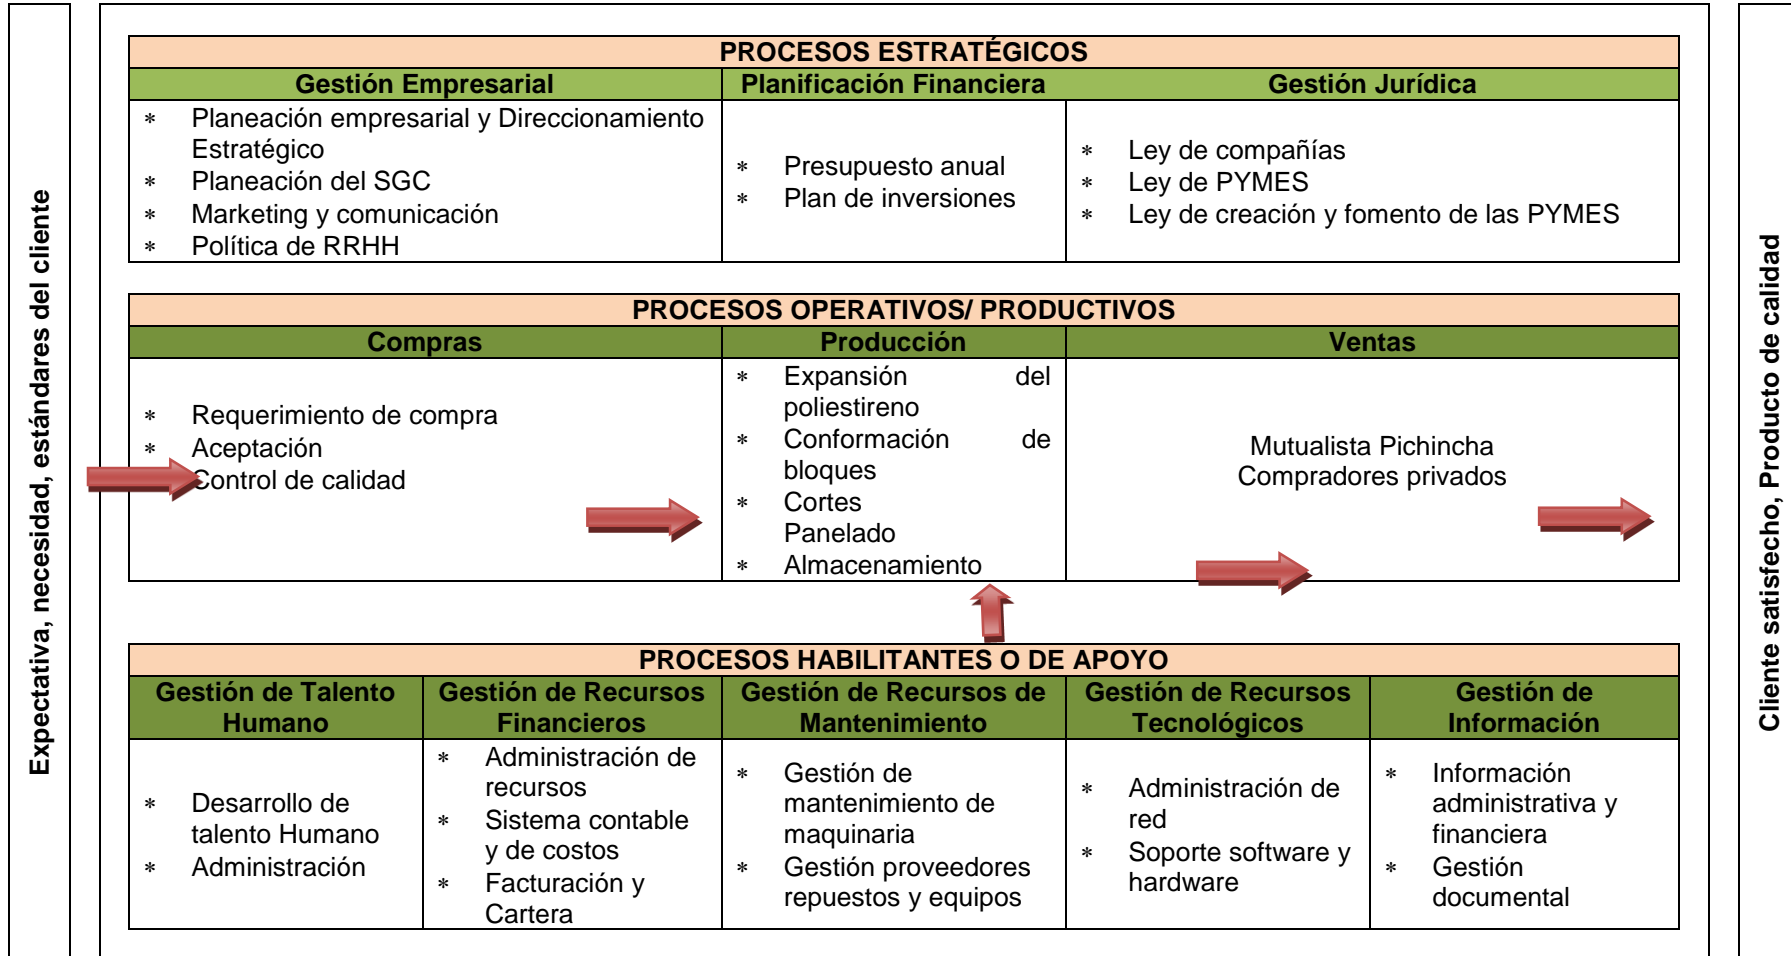 Expectativa, necesidad, estándares del cliente
PROCESOS ESTRATÉGICOS
Gestión Empresarial
* Planeación empresarial y Direccionamiento
Estratégico
* Planeación del SGC
* Marketing y comunicación
* Política de RRHH
Planificación Financiera
* Presupuesto anual
* Plan de inversiones
Gestión Jurídica
* Ley de compañías
* Ley de PYMES
* Ley de creación y fomento de las PYMES
PROCESOS OPERATIVOS/ PRODUCTIVOS
Compras
* Requerimiento de compra
* Aceptación
Control de calidad
Producción
* Expansión del
poliestireno
* Conformación de
bloques
* Cortes
Panelado
* Almacenamiento
Ventas
Mutualista Pichincha
Compradores privados
PROCESOS HABILITANTES O DE APOYO
Gestión de Talento
Humano
* Desarrollo de
talento Humano
* Administración
Gestión de Recursos
Financieros
* Administración de
recursos
* Sistema contable
y de costos
* Facturación y
Cartera
Gestión de Recursos de
Mantenimiento
* Gestión de
mantenimiento de
maquinaria
* Gestión proveedores
repuestos y equipos
Gestión de Recursos
Tecnológicos
* Administración de
red
* Soporte software y
hardware
Gestión de
Información
* Información
administrativa y
financiera
* Gestión
documental
Cliente satisfecho, Producto de calidad